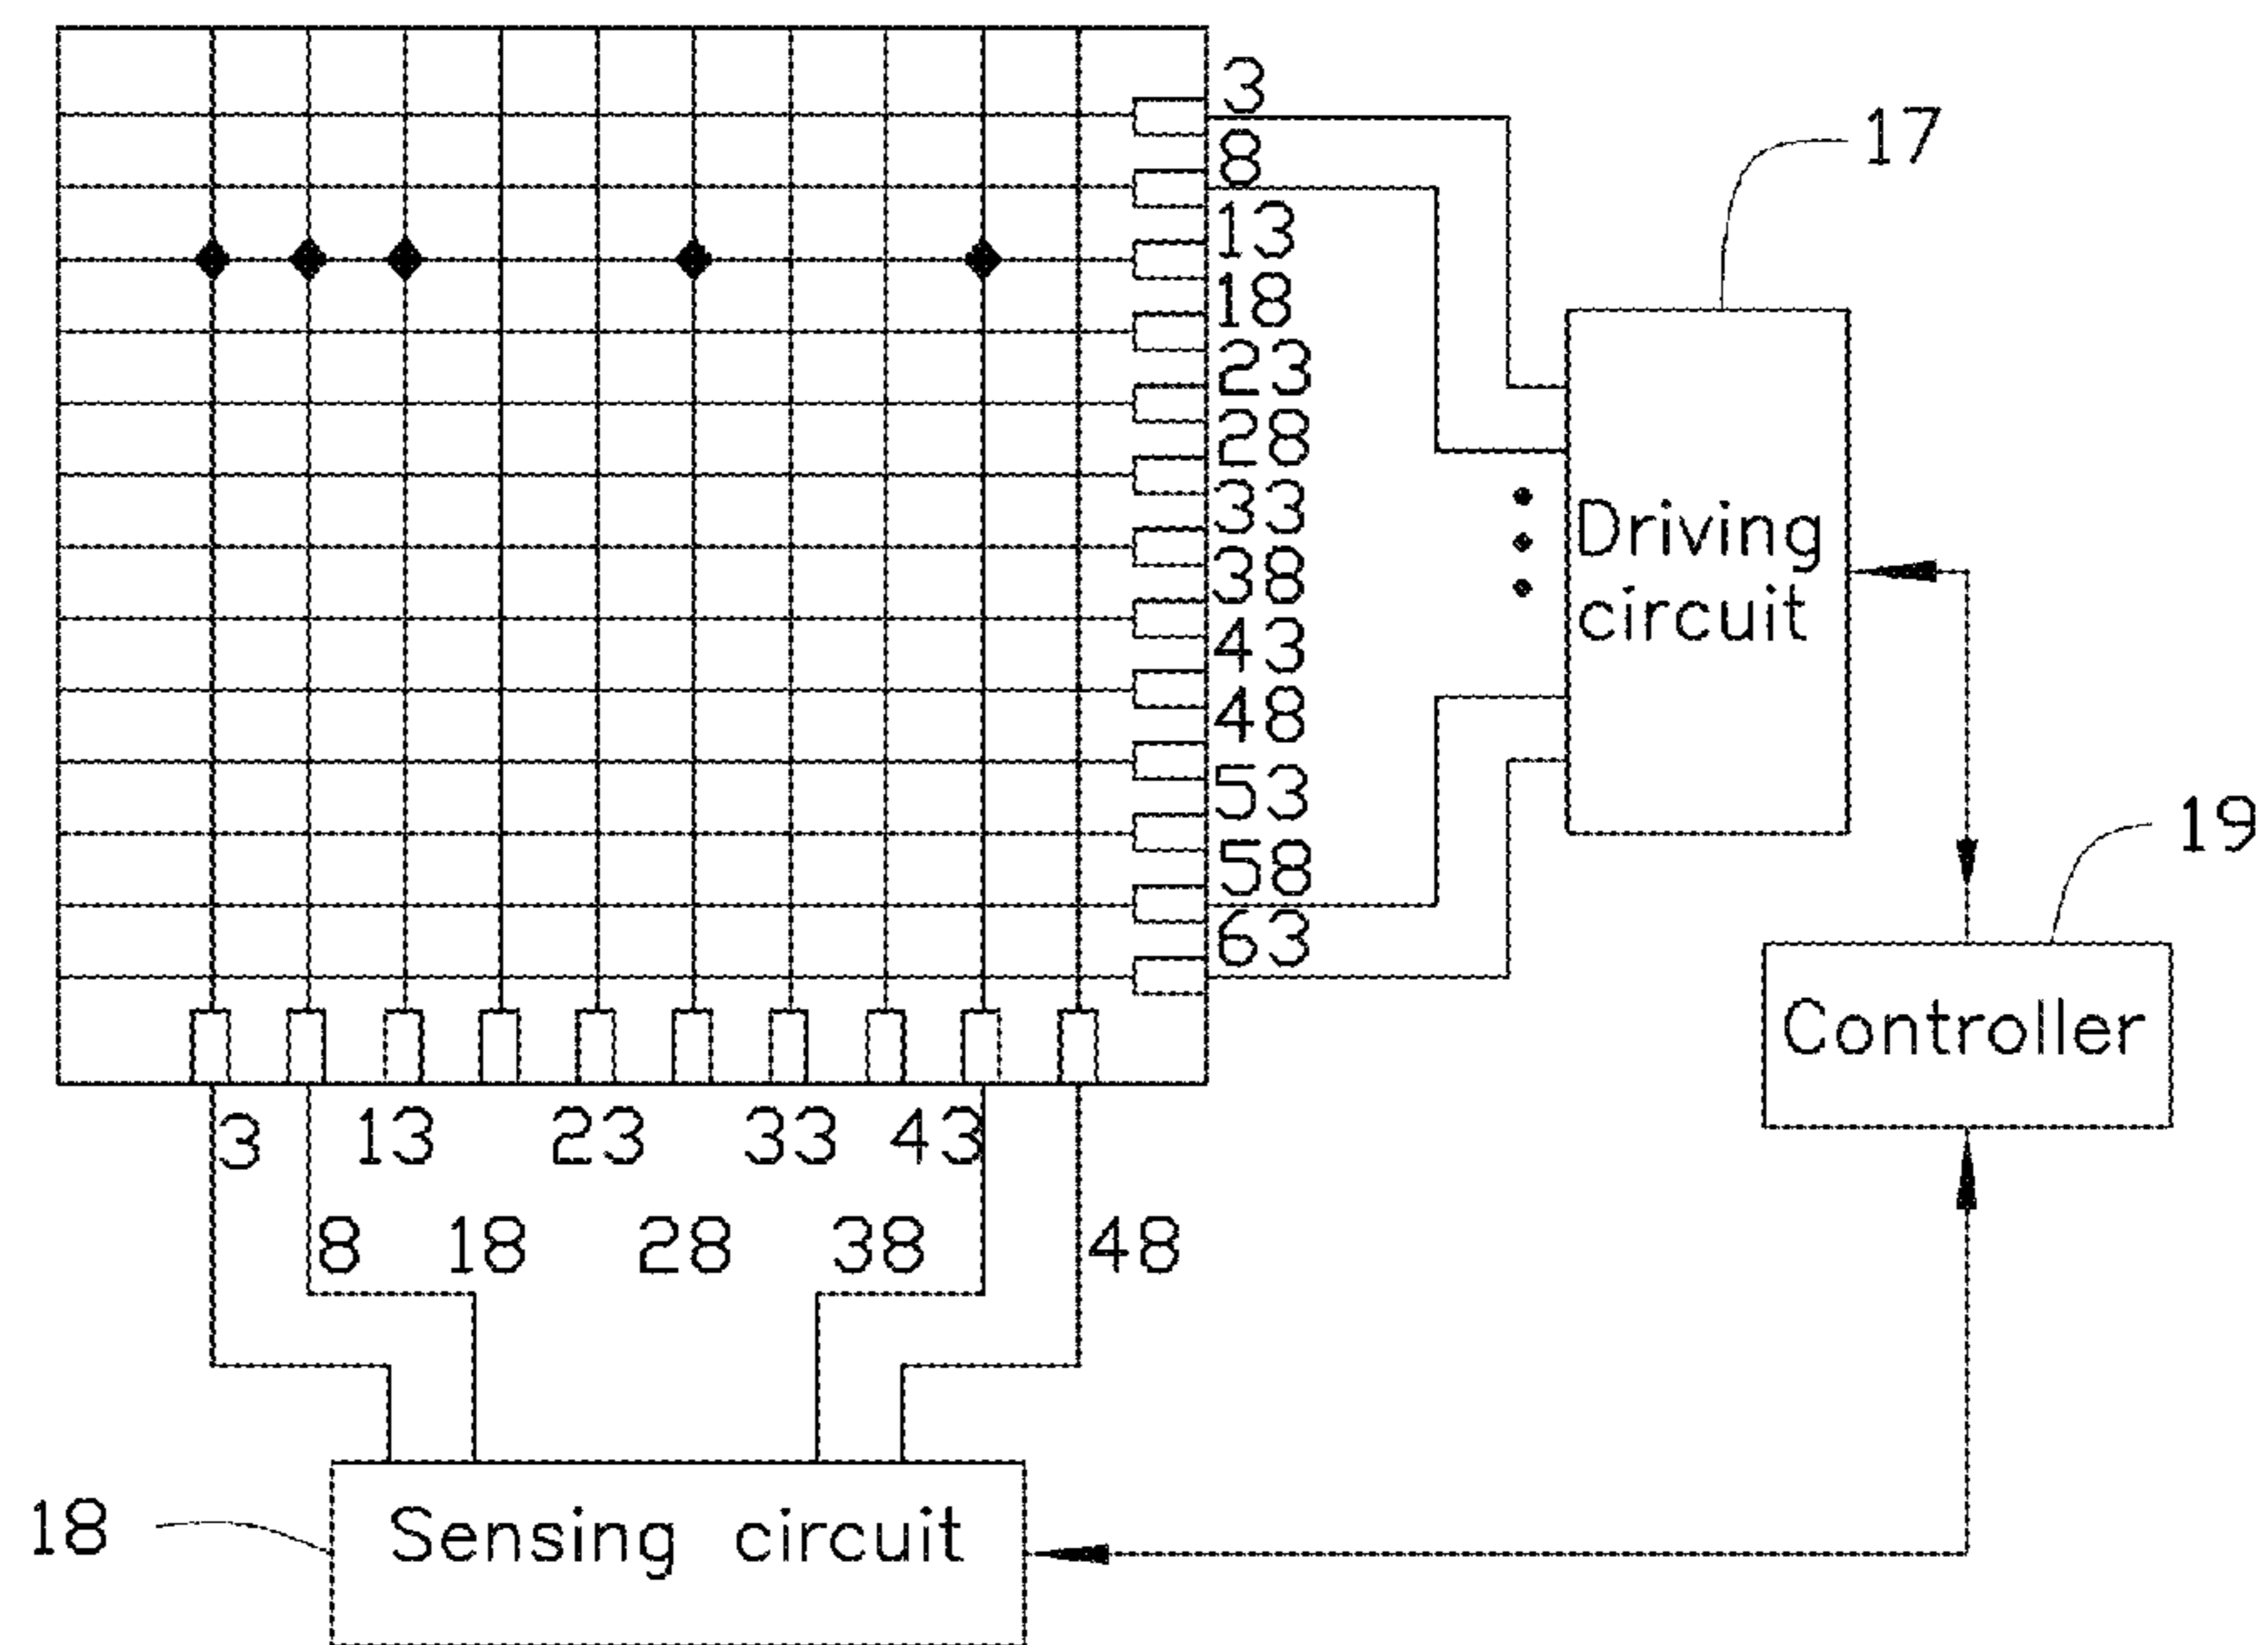 3
17
8
13
18
23
28
33
Driving
circuit
38
43
48
53
19
58
63
Controller
3 13 23 33 43
8 18 28 38 48
18
Sensing circuit